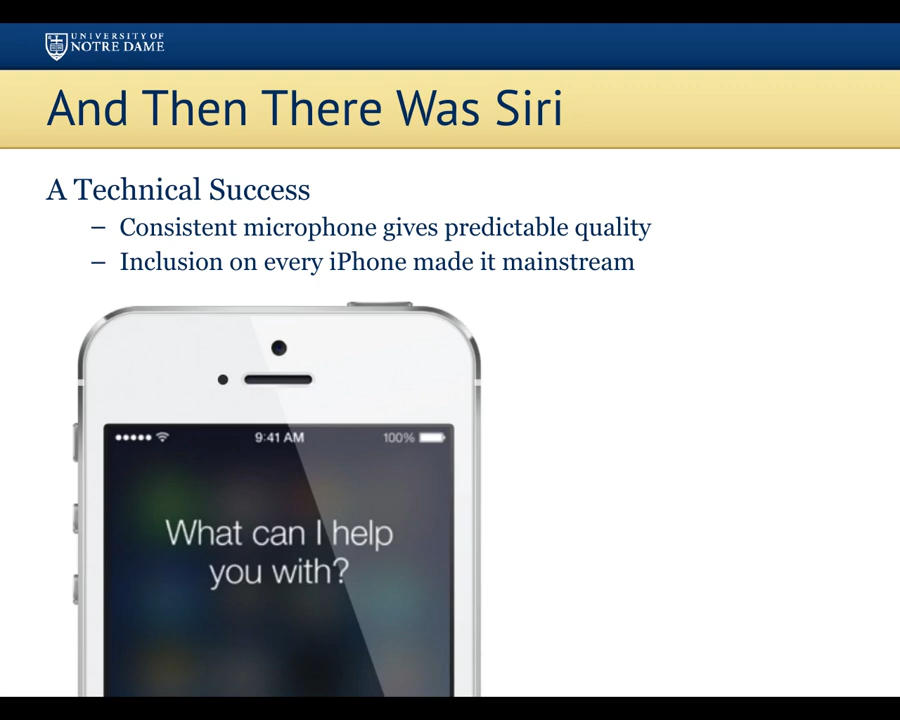 UNIVERSITY OF
NOTRE DAME
And Then There Was Siri
A Technical Success
– Consistent microphone gives predictable quality
– Inclusion on every iPhone made it mainstream
9:41 AM
100%
What can I help
you with?